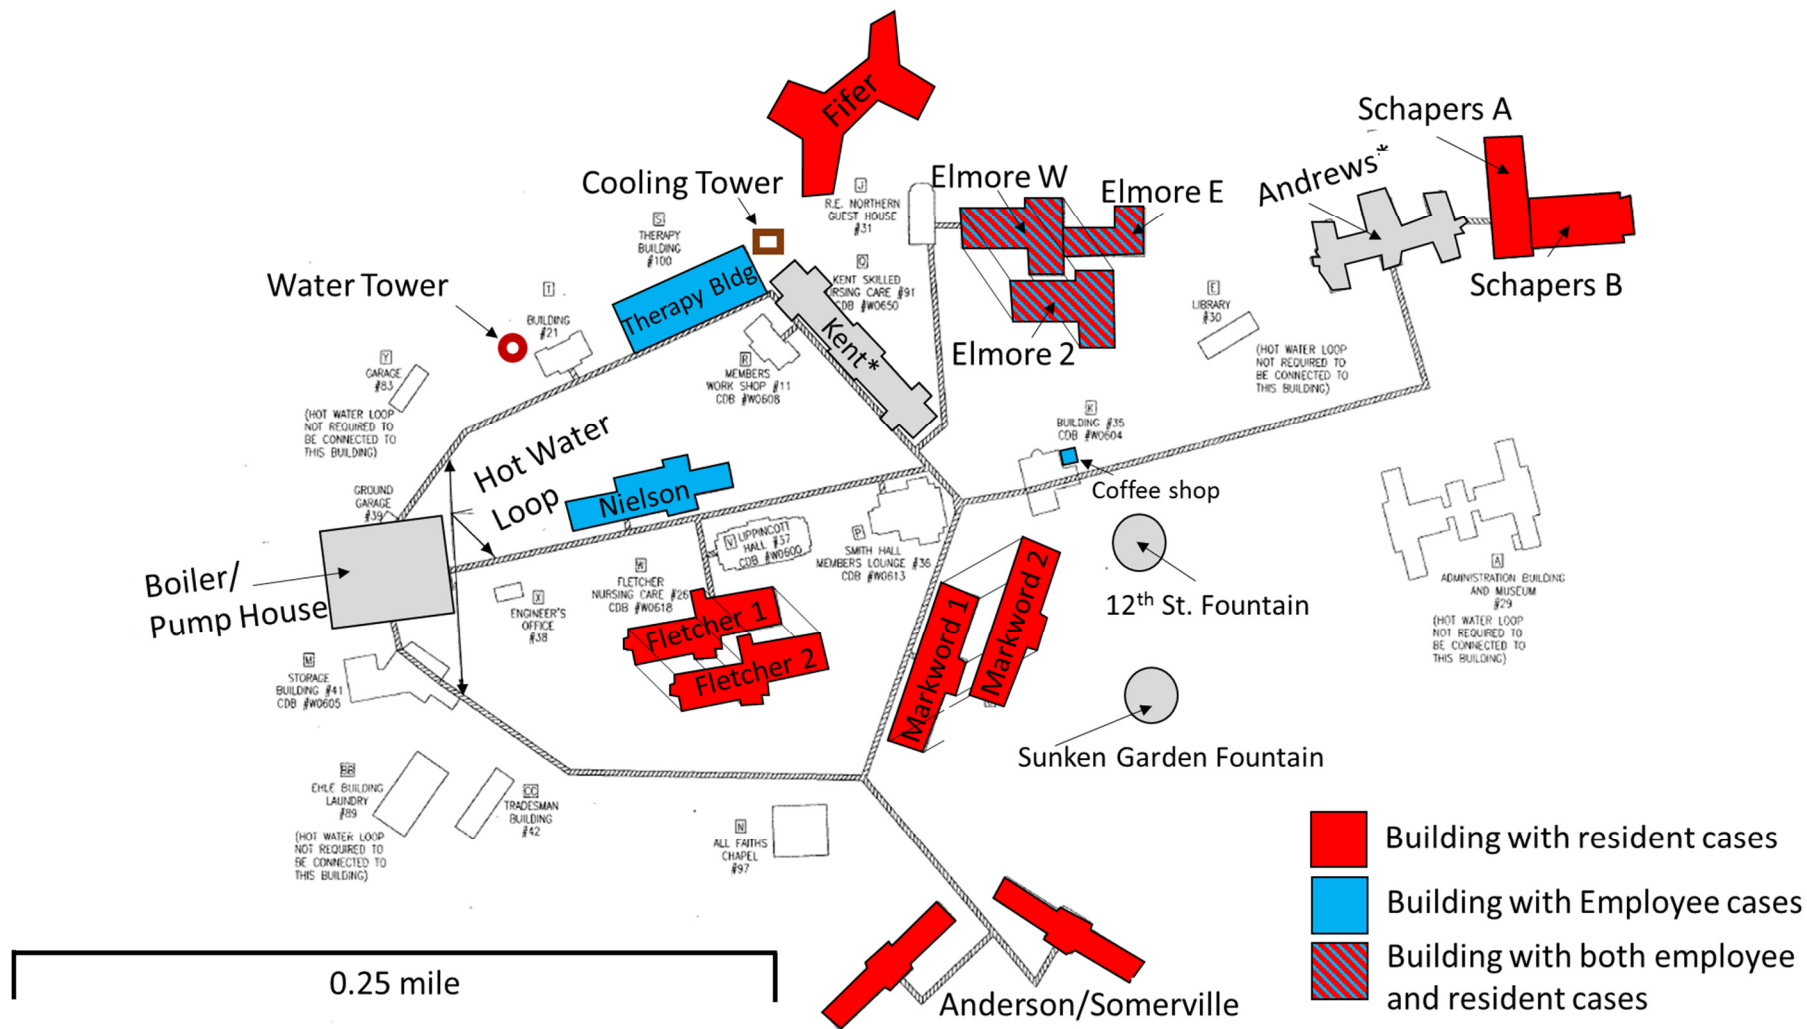 Fifer
Schapers A
Andrews*
Cooling Tower
Elmore W
Elmore E
J
R.E. NORTHERN
GUEST HOUSE
#31
S
THERAPY
BUILDING
#100
Schapers B
Water Tower
Therapy Bldg
Q
KENT SKILLED
RSING CARE #91
CDB #W0650
T
BUILDING
#21
E
LIBRARY
#30
Kent*
Elmore 2
(HOT WATER LOOP
NOT REQUIRED TO
BE CONNECTED TO
THIS BUILDING)
Y
GARAGE
#83
R
MEMBERS
WORK SHOP #11
CDB #W0608
(HOT WATER LOOP
NOT REQUIRED TO
BE CONNECTED TO
THIS BUILDING)
K
BUILDING #35
CDB #W0604
Hot Water
Loop
GROUND
GARAGE
#39
Nielson
Coffee shop
V LIPPINCOTT
HALL #37
CDB #W0600
P
SMITH HALL
MEMBERS LOUNGE #36
CDB #W0613
Boiler/
Pump House
W
FLETCHER
NURSING CARE #26
CDB #W0618
X
ENGINEER'S
OFFICE
#38
A
ADMINISTRATION BUILDING
AND MUSEUM
#29
(HOT WATER LOOP
NOT REQUIRED TO
BE CONNECTED TO
THIS BUILDING)
12th St. Fountain
Fletcher 1
Fletcher 2
Markword 1
Markword 2
M
STORAGE
BUILDING #41
CDB #W0605
Sunken Garden Fountain
BB
EHLE BUILDING
LAUNDRY
#89
(HOT WATER LOOP
NOT REQUIRED TO
BE CONNECTED TO
THIS BUILDING)
CC
TRADESMAN
BUILDING
#42
N
ALL FAITHS
CHAPEL
#97
Building with resident cases
Building with Employee cases
Building with both employee
and resident cases
0.25 mile
Anderson/Somerville